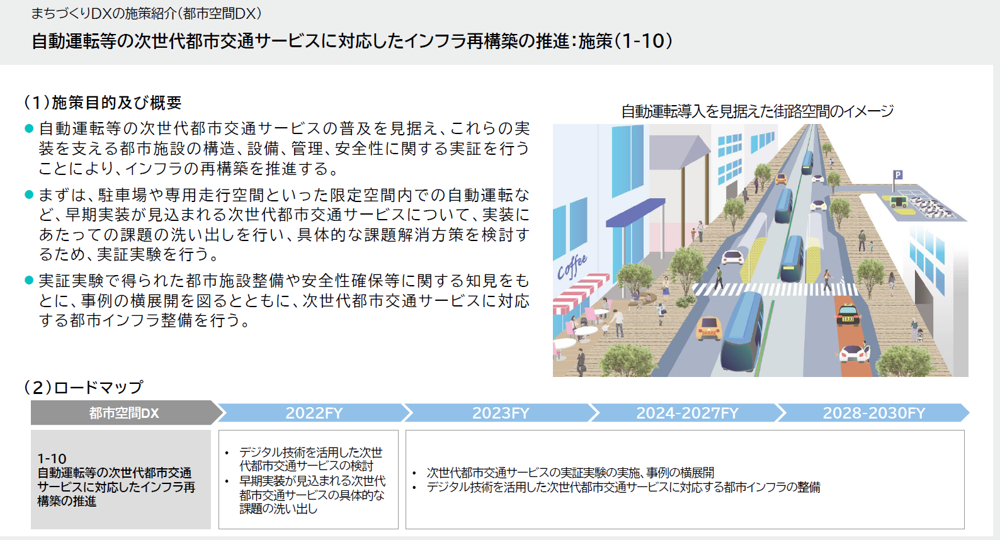 まちづくりDXの施策紹介(都市空間DX)
自動運転等の次世代都市交通サービスに対応したインフラ再構築の推進:施策(1-10)
(1)施策目的及び概要
● 自動運転等の次世代都市交通サービスの普及を見据え、これらの実
装を支える都市施設の構造、設備、管理、安全性に関する実証を行う
ことにより、インフラの再構築を推進する。
● まずは、駐車場や専用走行空間といった限定空間内での自動運転な
ど、早期実装が見込まれる次世代都市交通サービスについて、実装に
あたっての課題の洗い出しを行い、具体的な課題解消方策を検討す
るため、実証実験を行う。
● 実証実験で得られた都市施設整備や安全性確保等に関する知見をも
とに、事例の横展開を図るとともに、次世代都市交通サービスに対応
する都市インフラ整備を行う。
自動運転導入を見据えた街路空間のイメージ
P
Coffee
TAXI
SHARE
(2)ロードマップ
都市空間DX
2022FY
2023FY
2024-2027FY
2028-2030FY
1-10
自動運転等の次世代都市交通
サービスに対応したインフラ再
構築の推進
• デジタル技術を活用した次世
代都市交通サービスの検討
• 早期実装が見込まれる次世代
都市交通サービスの具体的な
課題の洗い出し
• 次世代都市交通サービスの実証実験の実施、事例の横展開
• デジタル技術を活用した次世代都市交通サービスに対応する都市インフラの整備